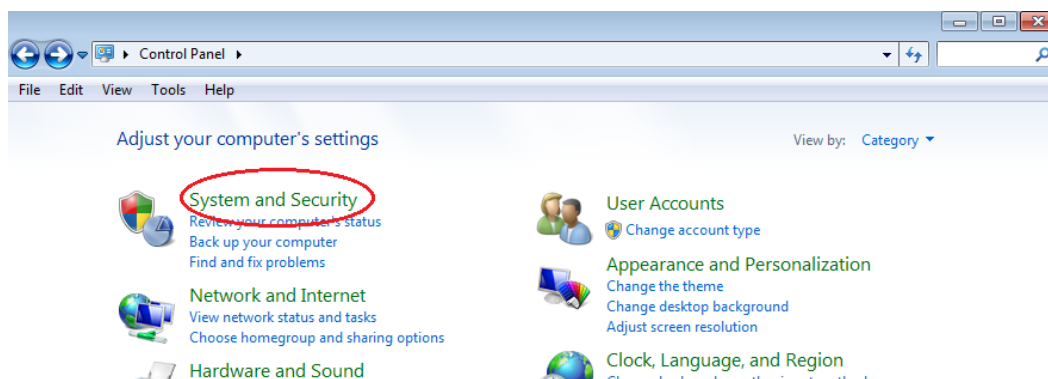 Control Panel
File Edit View Tools Help
Adjust your computer's settings
View by: Category
System and Security
Review your computer's status
Back up your computer
Find and fix problems
Network and Internet
View network status and tasks
Choose homegroup and sharing options
Hardware and Sound
User Accounts
Change account type
Appearance and Personalization
Change the theme
Change desktop background
Adjust screen resolution
Clock, Language, and Region